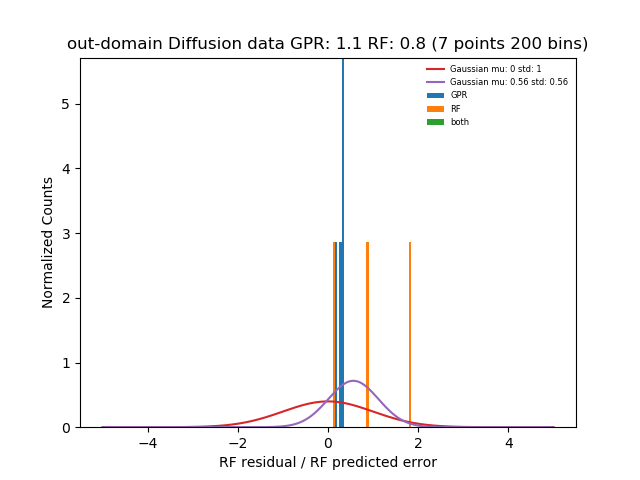 out-domain Diffusion data GPR: 1.1 RF: 0.8 (7 points 200 bins)
Gaussian mu: 0 std: 1
Gaussian mu: 0.56 std: 0.56
GPR
RF
both
Normalized Counts
5
4
3
2
1
0
−4
−2
0
2
4
RF residual / RF predicted error